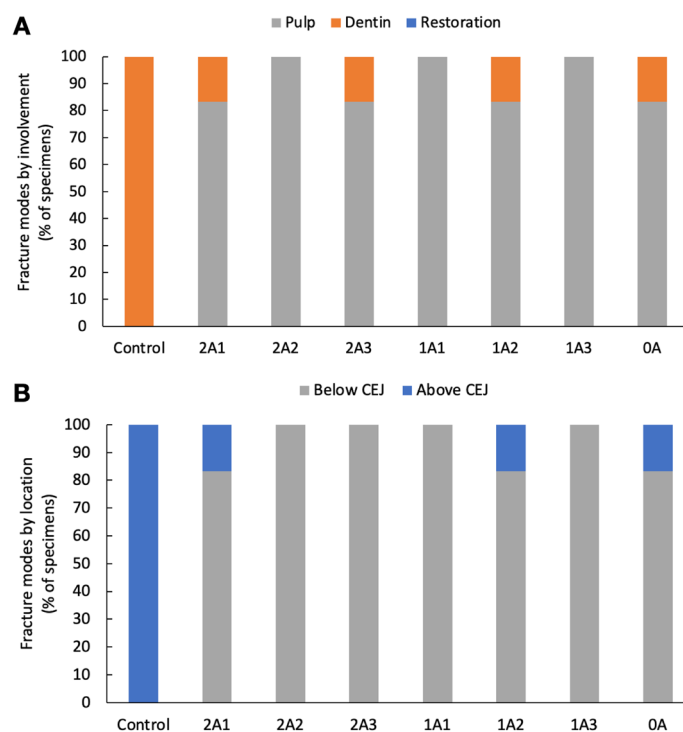 A
Pulp Dentin Restoration
Fracture modes by involvement
(% of specimens)
100
90
80
70
60
50
40
30
20
10
0
Control 2A1 2A2 2A3 1A1 1A2 1A3 0A
B
Below CEJ Above CEJ
Fracture modes by location
(% of specimens)
100
90
80
70
60
50
40
30
20
10
0
Control 2A1 2A2 2A3 1A1 1A2 1A3 0A